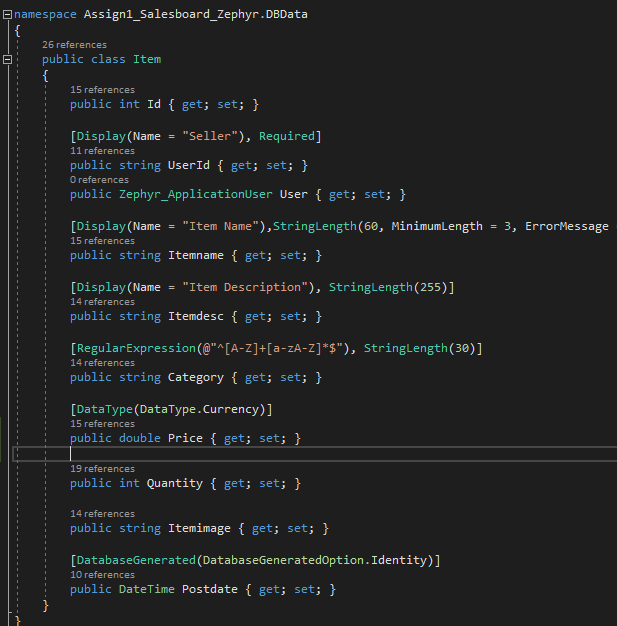 namespace Assign1_Salesboard_Zephyr.DBData
{
26 references
public class Item
{
15 references
public int Id { get; set; }
[Display(Name = "Seller"), Required]
11 references
public string UserId { get; set; }
0 references
public Zephyr_ApplicationUser User { get; set; }
[Display(Name = "Item Name"),StringLength(60, MinimumLength = 3, ErrorMessage
15 references
public string Itemname { get; set; }
[Display(Name = "Item Description"), StringLength(255)]
14 references
public string Itemdesc { get; set; }
[RegularExpression(@"^[A-Z]+[a-zA-Z]*$"), StringLength(30)]
14 references
public string Category { get; set; }
[DataType(DataType.Currency)]
15 references
public double Price { get; set; }
19 references
public int Quantity { get; set; }
14 references
public string Itemimage { get; set; }
[DatabaseGenerated(DatabaseGeneratedOption.Identity)]
10 references
public DateTime Postdate { get; set; }
}
}